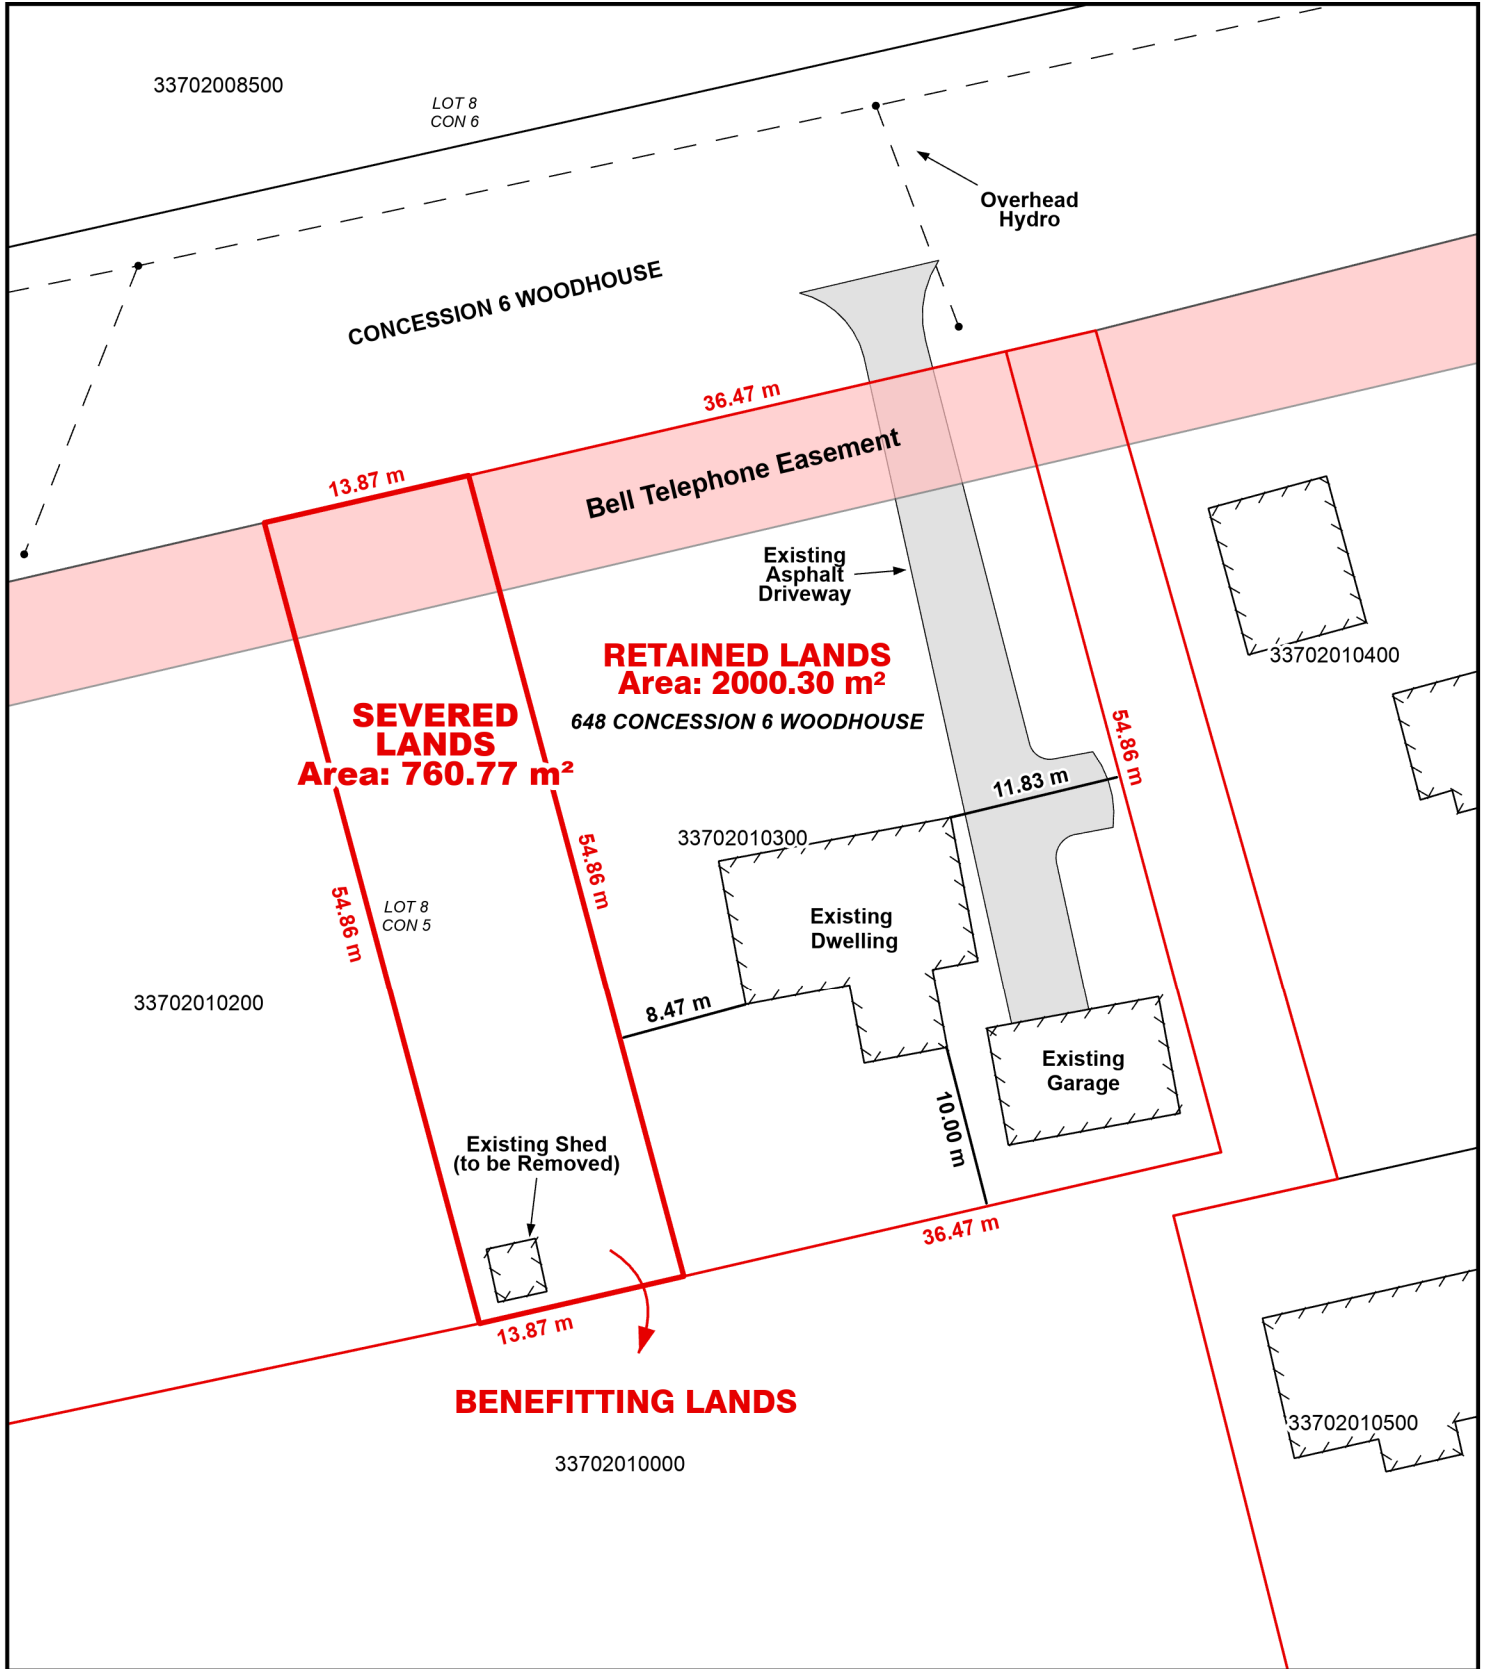 33702008500
LOT 8
CON 6
Overhead
Hydro
CONCESSION 6 WOODHOUSE
36.47 m
13.87 m
Bell Telephone Easement
Existing
Asphalt
Driveway
RETAINED LANDS
Area: 2000.30 m²
648 CONCESSION 6 WOODHOUSE
33702010400
SEVERED
LANDS
Area: 760.77 m²
54.86 m
11.83 m
33702010300
54.86 m
54.86 m
LOT 8
CON 5
Existing
Dwelling
33702010200
8.47 m
Existing
Garage
10.00 m
Existing Shed
(to be Removed)
36.47 m
13.87 m
BENEFITTING LANDS
33702010500
33702010000